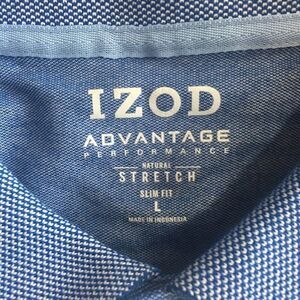 IZOD
ADVANTAGE
PERFORMANCE
NATURAL
STRETCH
SLIM FIT
L
MADE IN INDONESIA